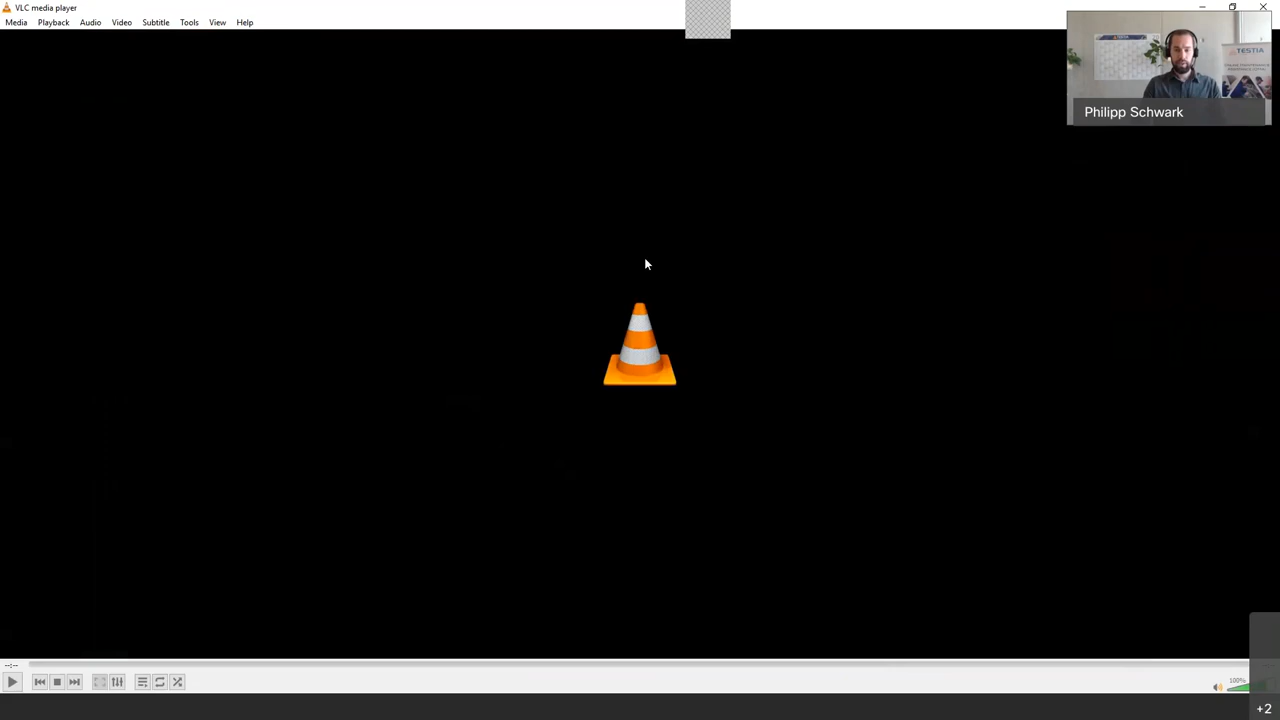 VLC media player
Media Playback Audio Video Subtitle Tools View Help
TESTIA
Philipp Schwark
--:--
100%
+2